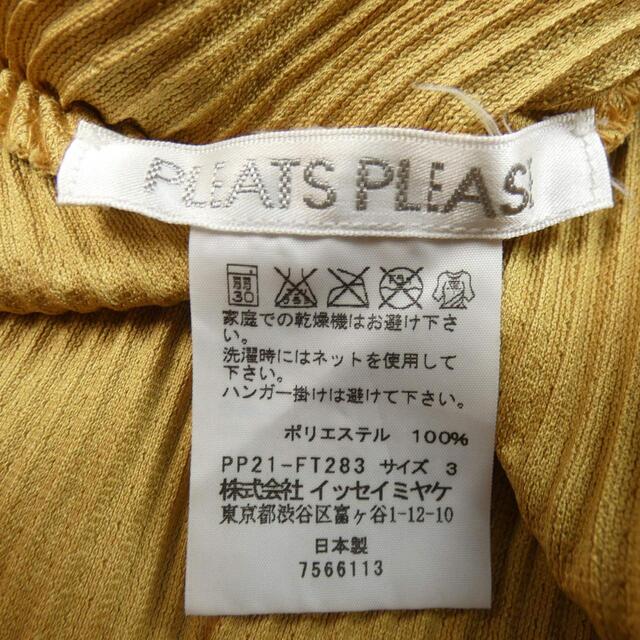 PLEATS PLEAS
30
家庭での乾燥機はお避け下さ
い。
洗濯時にはネットを使用して
下さい。
ハンガー掛けは避けて下さい。
ポリエステル 100%
PP21-FT283 サイズ 3
株式会社 イッセイミヤケ
東京都渋谷区富ヶ谷1-12-10
日本製
7566113